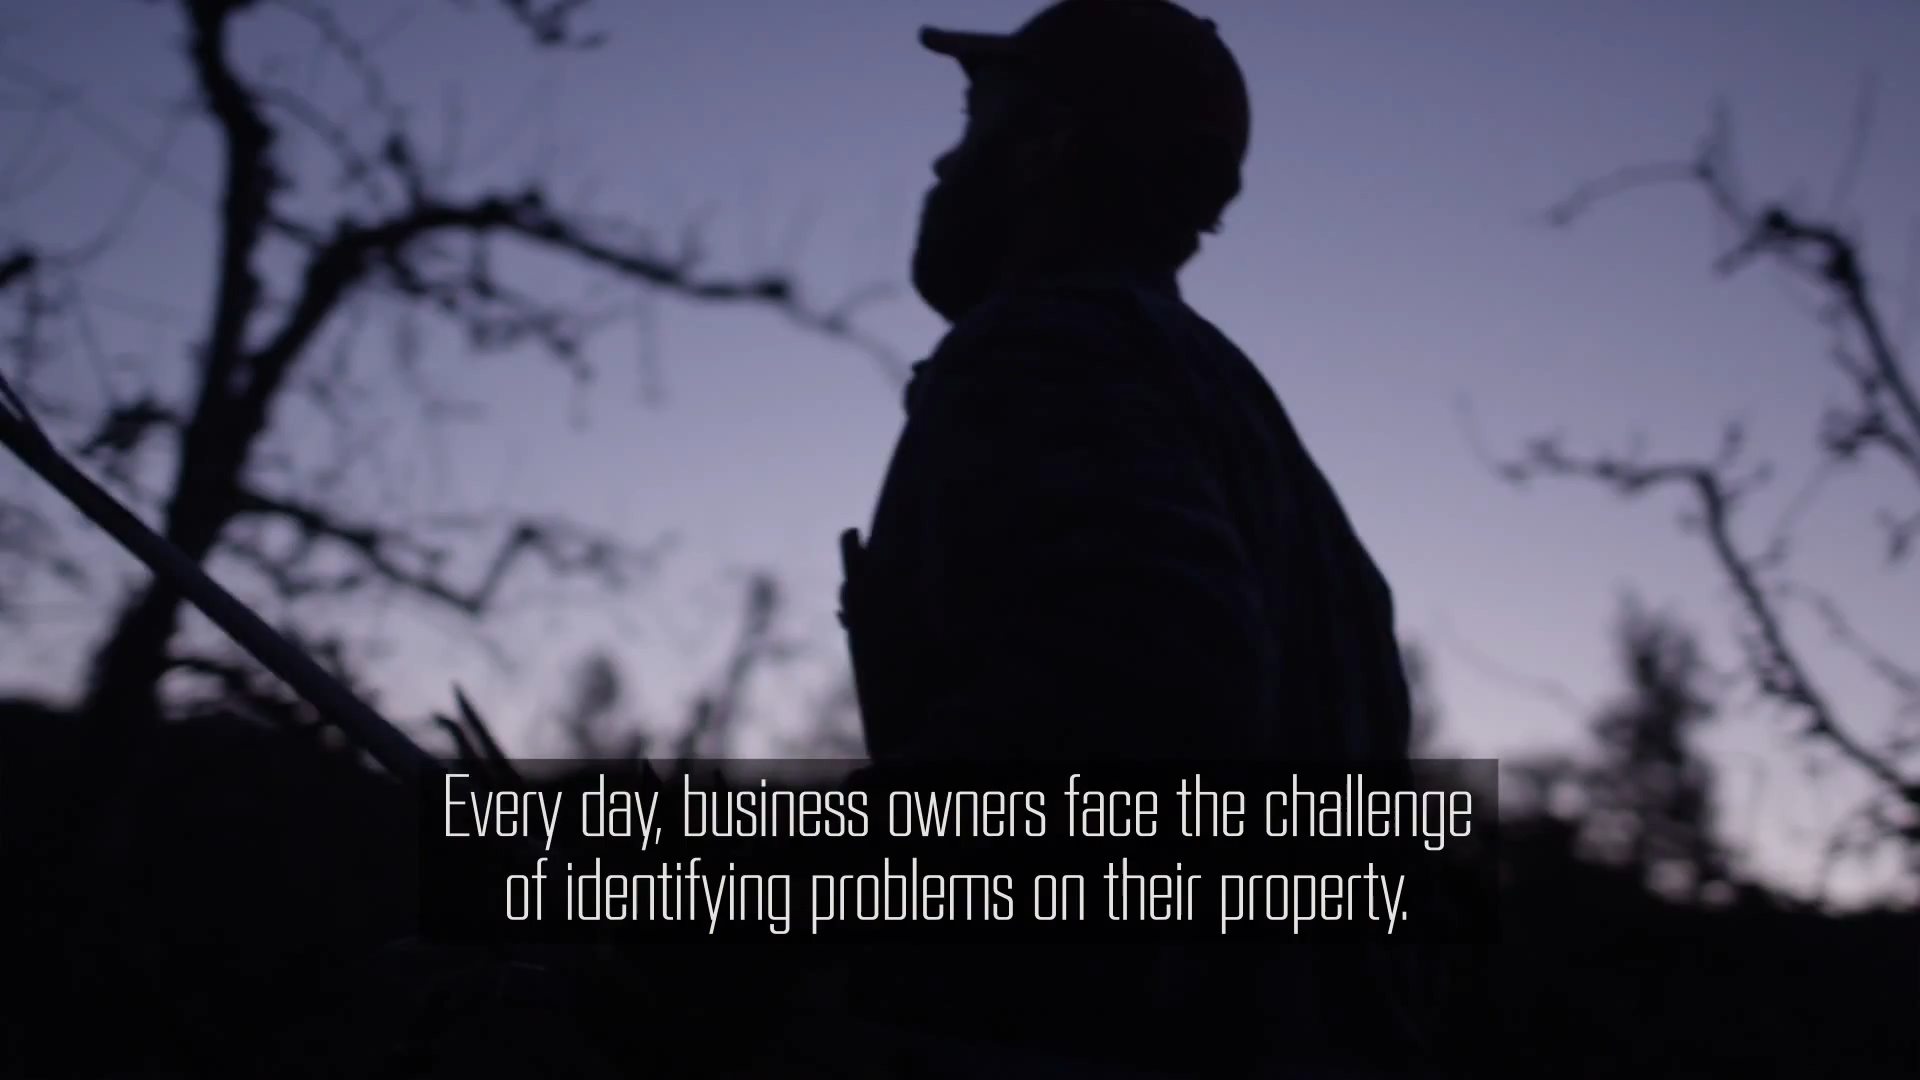 Every day, business owners face the challenge
of identifying problems on their property.